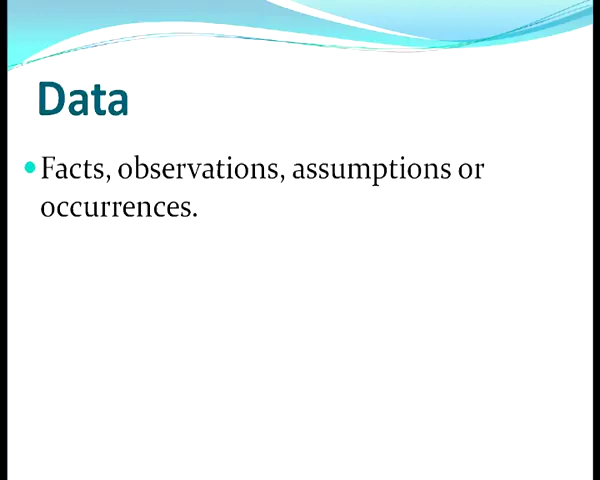 Data
Facts, observations, assumptions or
occurrences.